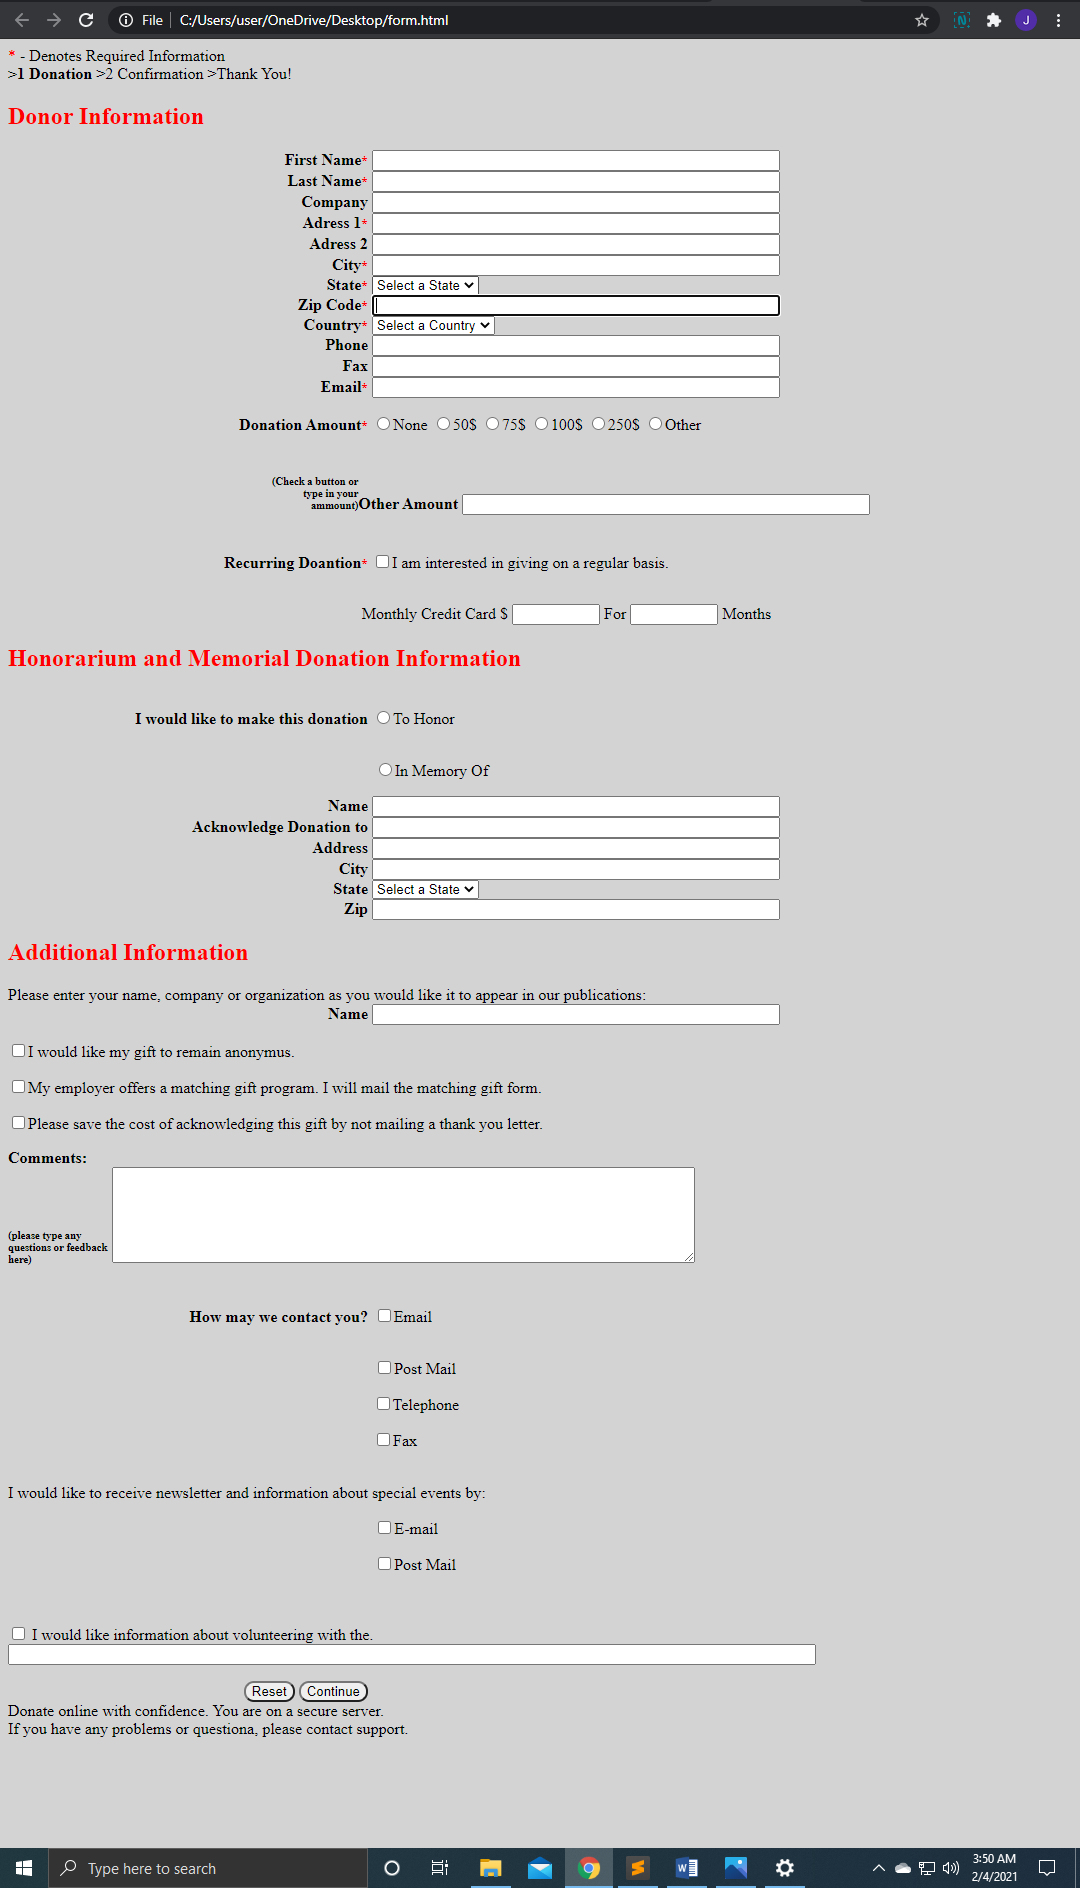 File C:/Users/user/OneDrive/Desktop/form.html J
* - Denotes Required Information
>1 Donation >2 Confirmation >Thank You!
Donor Information
First Name*
Last Name*
Company
Adress 1*
Adress 2
City*
State* Select a State
Zip Code*
Country* Select a Country
Phone
Fax
Email*
Donation Amount* None 50$ 75$ 100$ 250$ Other
(Check a button or
type in your
ammount)Other Amount
Recurring Doantion* I am interested in giving on a regular basis.
Monthly Credit Card $ For Months
Honorarium and Memorial Donation Information
I would like to make this donation To Honor
In Memory Of
Name
Acknowledge Donation to
Address
City
State Select a State
Zip
Additional Information
Please enter your name, company or organization as you would like it to appear in our publications:
Name
I would like my gift to remain anonymus.
My employer offers a matching gift program. I will mail the matching gift form.
Please save the cost of acknowledging this gift by not mailing a thank you letter.
Comments:
(please type any
questions or feedback
here)
How may we contact you? Email
Post Mail
Telephone
Fax
I would like to receive newsletter and information about special events by:
E-mail
Post Mail
I would like information about volunteering with the.
Reset Continue
Donate online with confidence. You are on a secure server.
If you have any problems or questiona, please contact support.
Type here to search
3:50 AM
2/4/2021